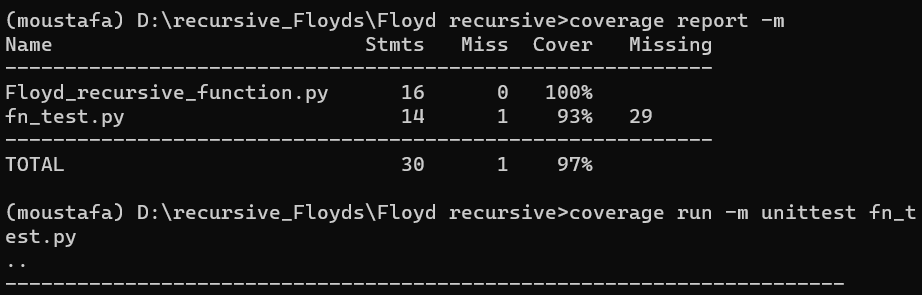 (moustafa) D:\recursive_Floyds\Floyd recursive>coverage report -m
Name                          Stmts   Miss  Cover   Missing
-----------------------------------------------------------
Floyd_recursive_function.py      16      0   100%
fn_test.py                       14      1    93%   29
-----------------------------------------------------------
TOTAL                            30      1    97%
(moustafa) D:\recursive_Floyds\Floyd recursive>coverage run -m unittest fn_t
est.py
..
----------------------------------------------------------------------